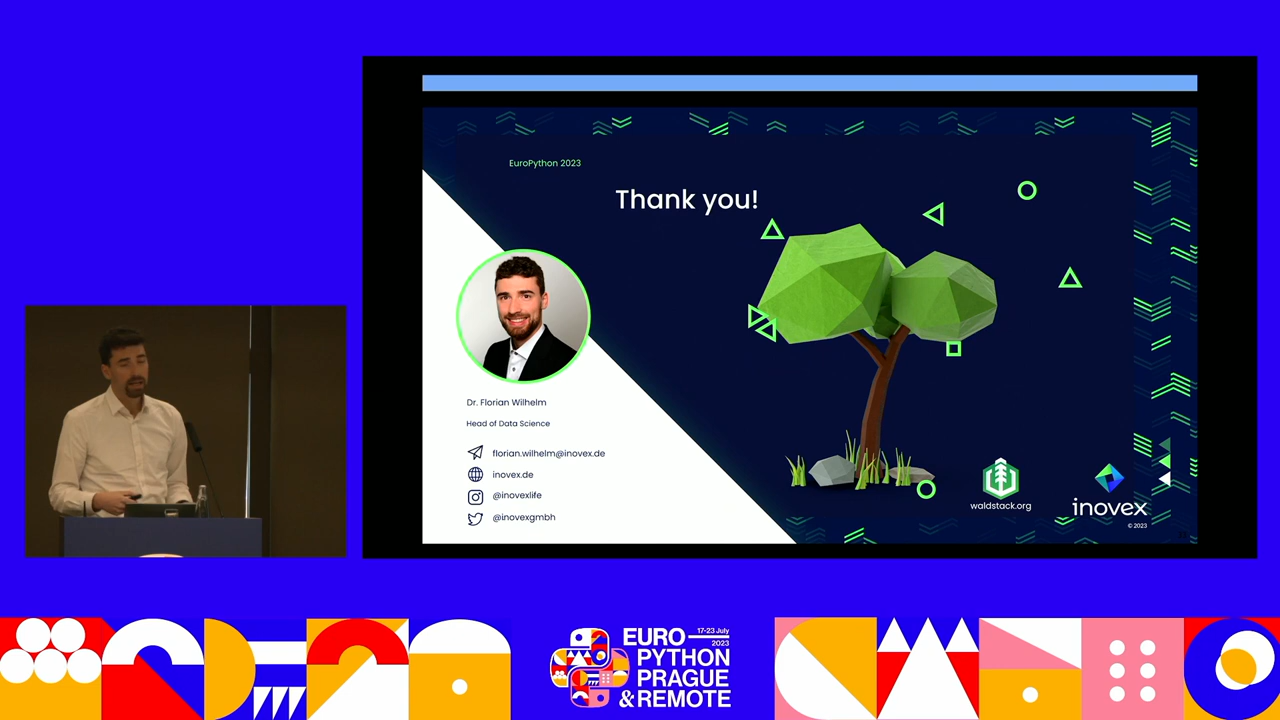 EuroPython 2023
Thank you!
Dr. Florian Wilhelm
Head of Data Science
florian.wilhelm@inovex.de
inovex.de
@inovexlife
@inovexgmbh
waldstack.org
inovex
© 2023
EURO
17-23 July
2023
PYTHON
PRAGUE
&REMOTE